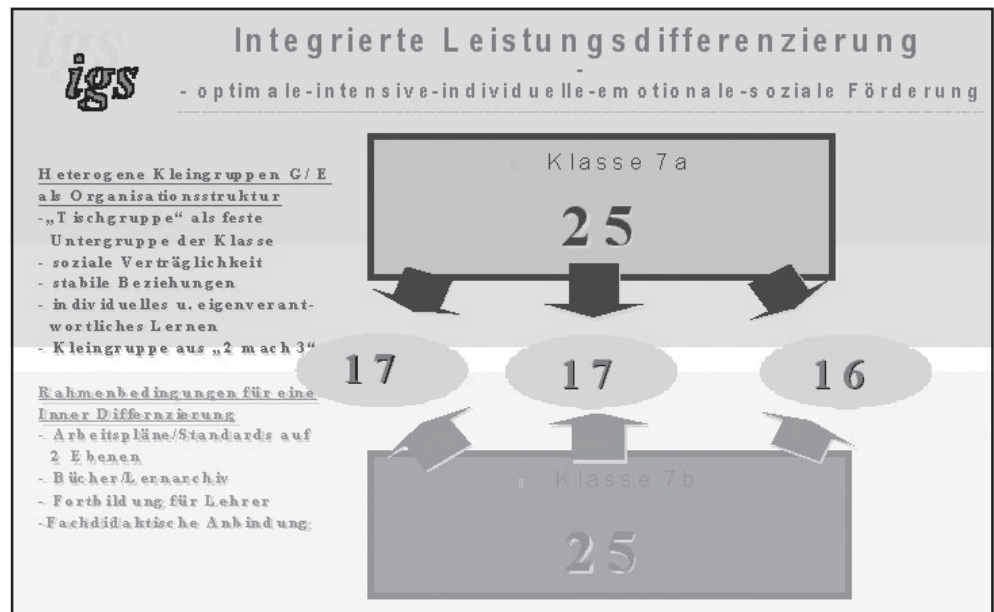 igs
igs
Integrierte Leistungsdifferenzierung
-
- optimale-intensive-individuelle-emotionale-soziale Förderung
Heterogene Kleingruppen G/E
als Organisationsstruktur
-„Tischgruppe“ als feste
Untergruppe der Klasse
- soziale Verträglichkeit
- stabile Beziehungen
- individuelles u. eigenverant-
wortliches Lernen
- Kleingruppe aus „2 mach 3“
Rahmenbedingungen für eine
Inner Differnzierung
- Arbeitspläne/Standards auf
2 Ebenen
- Bücher/Lernarchiv
- Fortbildung für Lehrer
-Fachdidaktische Anbindung
Klasse 7a
25
17
17
16
Klasse 7b
25